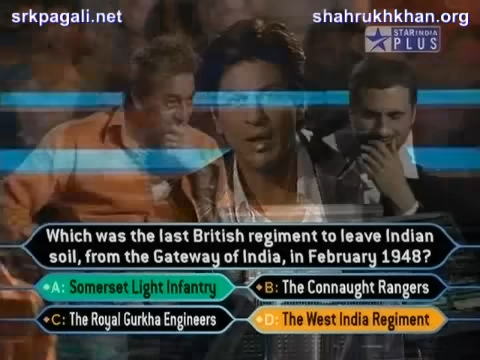 srkpagali.net
shahrukhkhan.org
STAR INDIA
PLUS
Which was the last British regiment to leave Indian
soil, from the Gateway of India, in February 1948?
A: Somerset Light Infantry
B: The Connaught Rangers
C: The Royal Gurkha Engineers
D: The West India Regiment